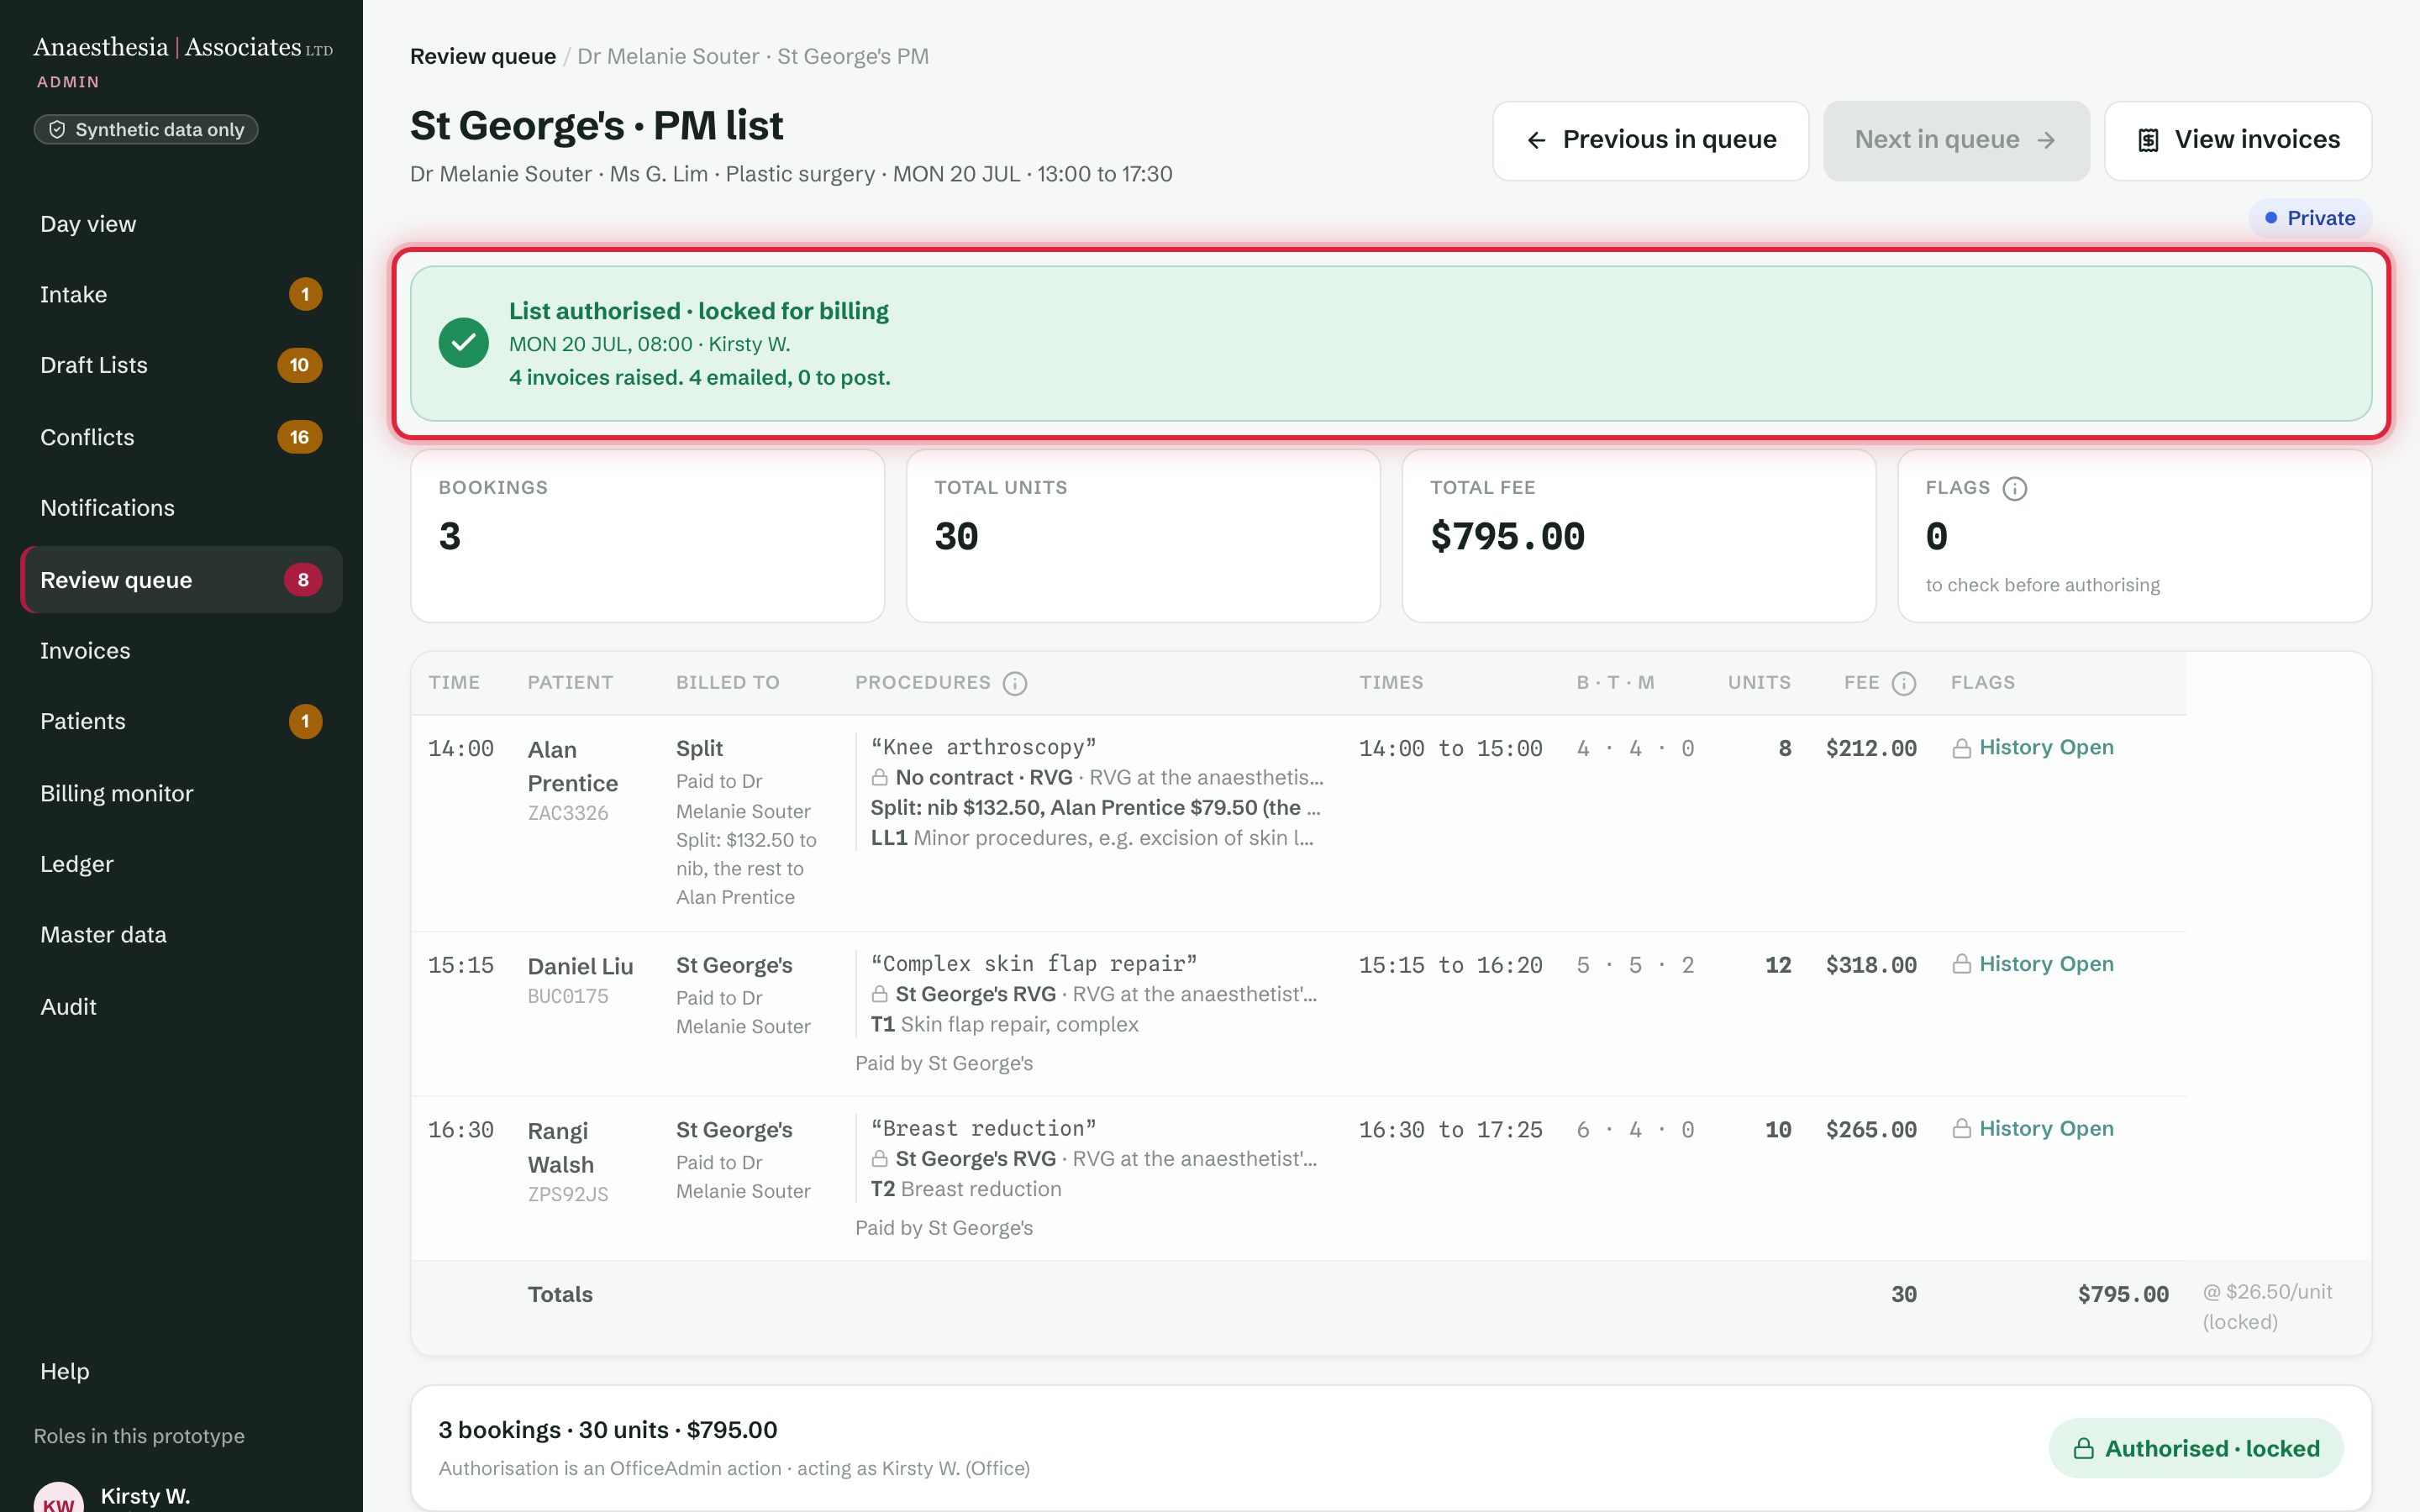 Anaesthesia | Associates LTD
ADMIN
Synthetic data only
Day view
Intake 1
Draft Lists 10
Conflicts 16
Notifications
Review queue 8
Invoices
Patients 1
Billing monitor
Ledger
Master data
Audit
Help
Roles in this prototype
KW Kirsty W.
Review queue / Dr Melanie Souter · St George's PM
St George's · PM list
Dr Melanie Souter · Ms G. Lim · Plastic surgery · MON 20 JUL · 13:00 to 17:30
← Previous in queue
Next in queue →
View invoices
Private
List authorised · locked for billing
MON 20 JUL, 08:00 · Kirsty W.
4 invoices raised. 4 emailed, 0 to post.
BOOKINGS
3
TOTAL UNITS
30
TOTAL FEE
$795.00
FLAGS
0
to check before authorising
TIME PATIENT BILLED TO PROCEDURES TIMES B · T · M UNITS FEE FLAGS
14:00
Alan
Prentice
ZAC3326
Split
Paid to Dr
Melanie Souter
Split: $132.50 to
nib, the rest to
Alan Prentice
“Knee arthroscopy”
No contract · RVG · RVG at the anaesthetis...
Split: nib $132.50, Alan Prentice $79.50 (the ...
LL1 Minor procedures, e.g. excision of skin l...
14:00 to 15:00
4 · 4 · 0
8
$212.00
History Open
15:15
Daniel Liu
BUC0175
St George's
Paid to Dr
Melanie Souter
“Complex skin flap repair”
St George's RVG · RVG at the anaesthetist'...
T1 Skin flap repair, complex
Paid by St George's
15:15 to 16:20
5 · 5 · 2
12
$318.00
History Open
16:30
Rangi
Walsh
ZPS92JS
St George's
Paid to Dr
Melanie Souter
“Breast reduction”
St George's RVG · RVG at the anaesthetist'...
T2 Breast reduction
Paid by St George's
16:30 to 17:25
6 · 4 · 0
10
$265.00
History Open
Totals 30 $795.00
@ $26.50/unit
(locked)
3 bookings · 30 units · $795.00
Authorisation is an OfficeAdmin action · acting as Kirsty W. (Office)
Authorised · locked